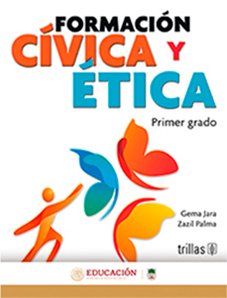 FORMACIÓN
CÍVICA Y
ÉTICA
Primer grado
Gema Jara
Zazil Palma
trillas
EDUCACIÓN